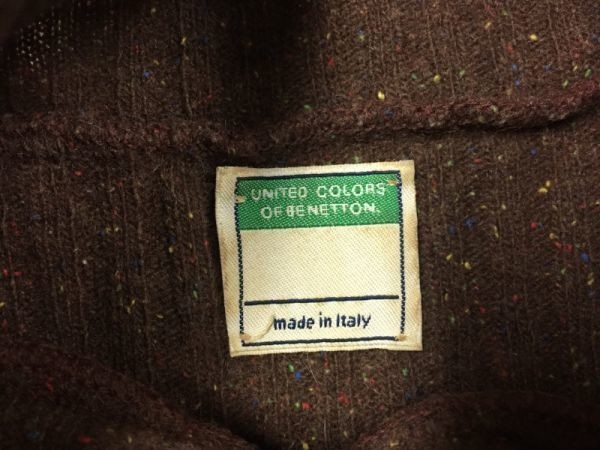 UNITED COLORS
OF BENETTON.
made in Italy